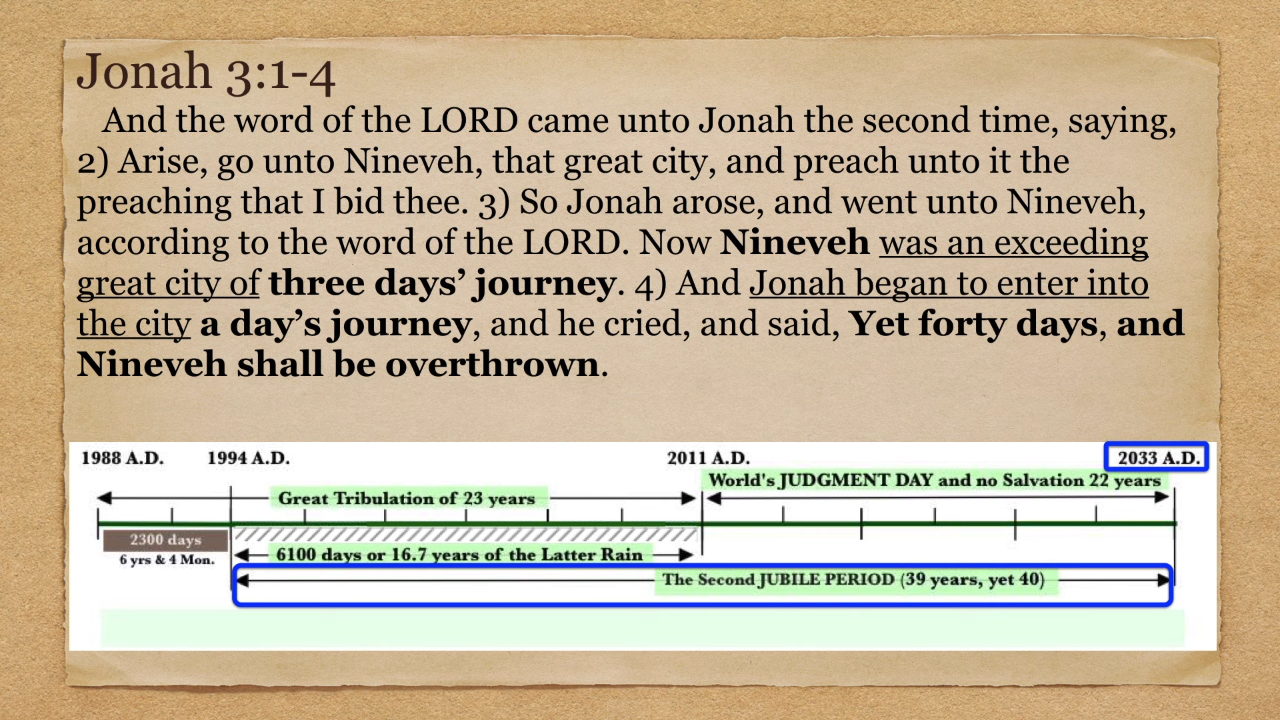 Jonah 3:1-4
And the word of the LORD came unto Jonah the second time, saying,
2) Arise, go unto Nineveh, that great city, and preach unto it the
preaching that I bid thee. 3) So Jonah arose, and went unto Nineveh,
according to the word of the LORD. Now Nineveh was an exceeding
great city of three days’ journey. 4) And Jonah began to enter into
the city a day’s journey, and he cried, and said, Yet forty days, and
Nineveh shall be overthrown.
1988 A.D. 1994 A.D. 2011 A.D. 2033 A.D.
World's JUDGMENT DAY and no Salvation 22 years
Great Tribulation of 23 years
2300 days
6 yrs & 4 Mon.
6100 days or 16.7 years of the Latter Rain
The Second JUBILE PERIOD (39 years, yet 40)